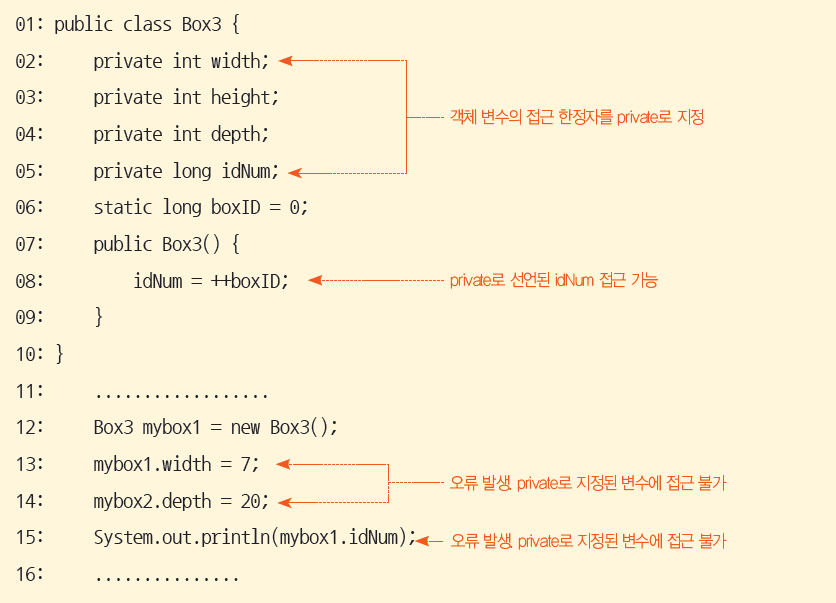 01: public class Box3 {
02: private int width;
03: private int height;
객체 변수의 접근 한정자를 private로 지정
04: private int depth;
05: private long idNum;
06: static long boxID = 0;
07: public Box3() {
08: idNum = ++boxID; private로 선언된 idNum 접근 가능
09: }
10: }
11: ..................
12: Box3 mybox1 = new Box3();
13: mybox1.width = 7;
오류 발생. private로 지정된 변수에 접근 불가
14: mybox2.depth = 20;
15: System.out.println(mybox1.idNum); 오류 발생. private로 지정된 변수에 접근 불가
16: ...............